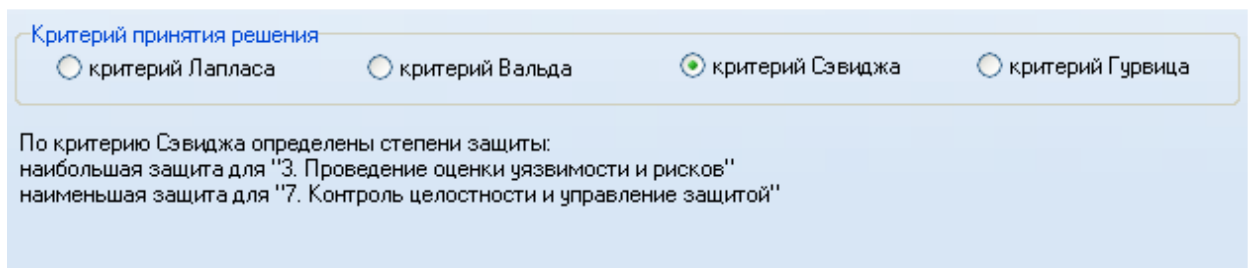 Критерий принятия решения
критерий Лапласа критерий Вальда критерий Сэвиджа критерий Гурвица
По критерию Сэвиджа определены степени защиты:
наибольшая защита для "3. Проведение оценки уязвимости и рисков"
наименьшая защита для "7. Контроль целостности и управление защитой"